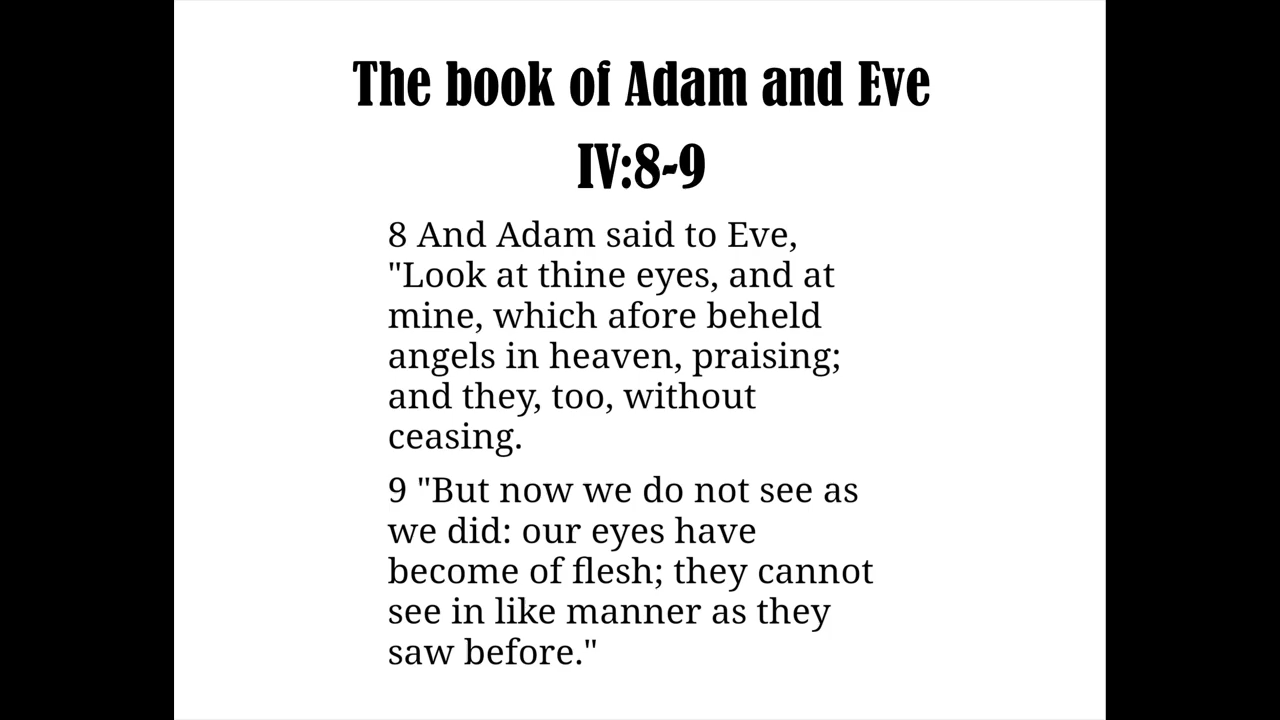 The book of Adam and Eve
IV:8-9
8 And Adam said to Eve,
"Look at thine eyes, and at
mine, which afore beheld
angels in heaven, praising;
and they, too, without
ceasing.
9 "But now we do not see as
we did: our eyes have
become of flesh; they cannot
see in like manner as they
saw before."